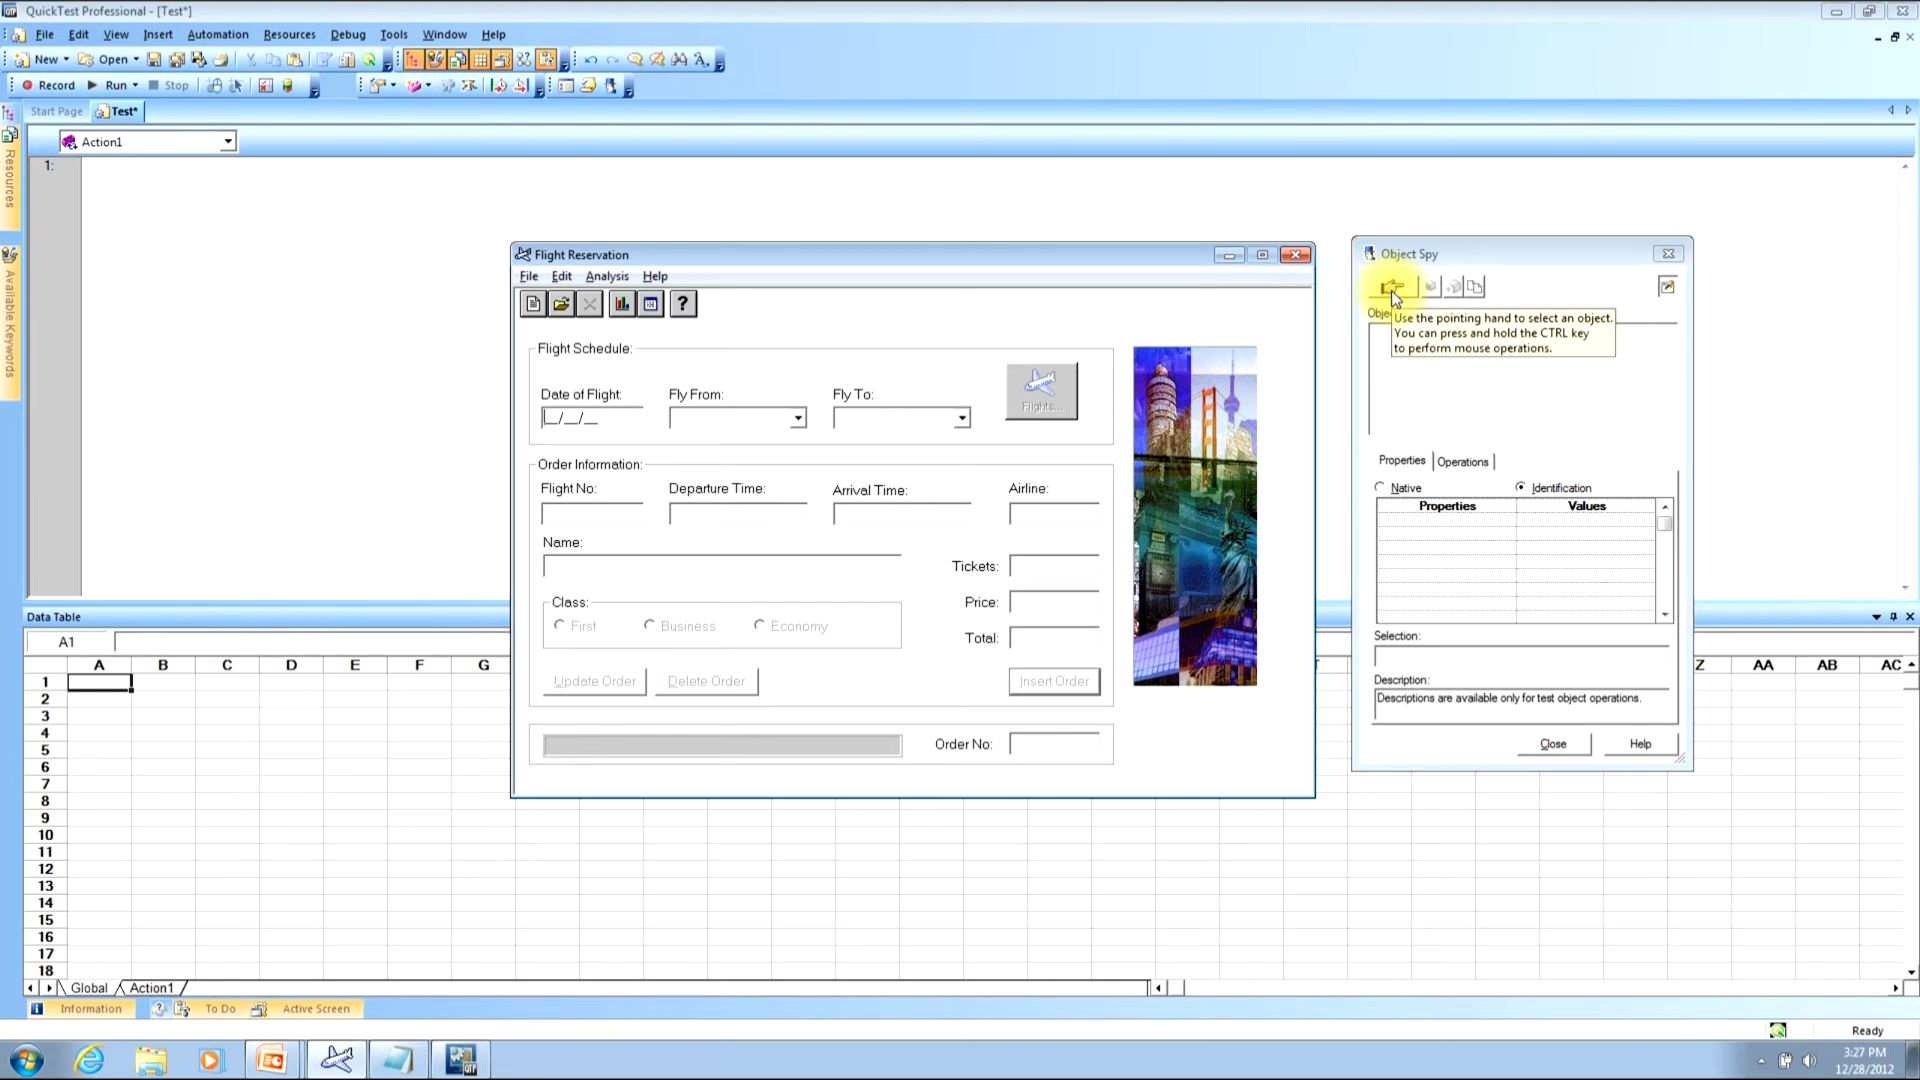 QuickTest Professional - [Test*]
File Edit View Insert Automation Resources Debug Tools Window Help
New Open
Record Run Stop
Start Page Test*
Action1
1:
Resources
Available Keywords
Flight Reservation
File Edit Analysis Help
?
Flight Schedule:
Date of Flight: Fly From: Fly To:
__/__/__
Flights...
Order Information:
Flight No: Departure Time: Arrival Time: Airline:
Name:
Tickets:
Class:
First Business Economy
Price:
Total:
Update Order Delete Order Insert Order
Order No:
Object Spy
Use the pointing hand to select an object.
You can press and hold the CTRL key
to perform mouse operations.
Properties Operations
Native Identification
Properties Values
Selection:
Description:
Descriptions are available only for test object operations.
Close Help
Data Table
A1
A B C D E F G Z AA AB AC
1
2
3
4
5
6
7
8
9
10
11
12
13
14
15
16
17
18
Global Action1
Information To Do Active Screen
Ready
QTP
3:27 PM
12/28/2012